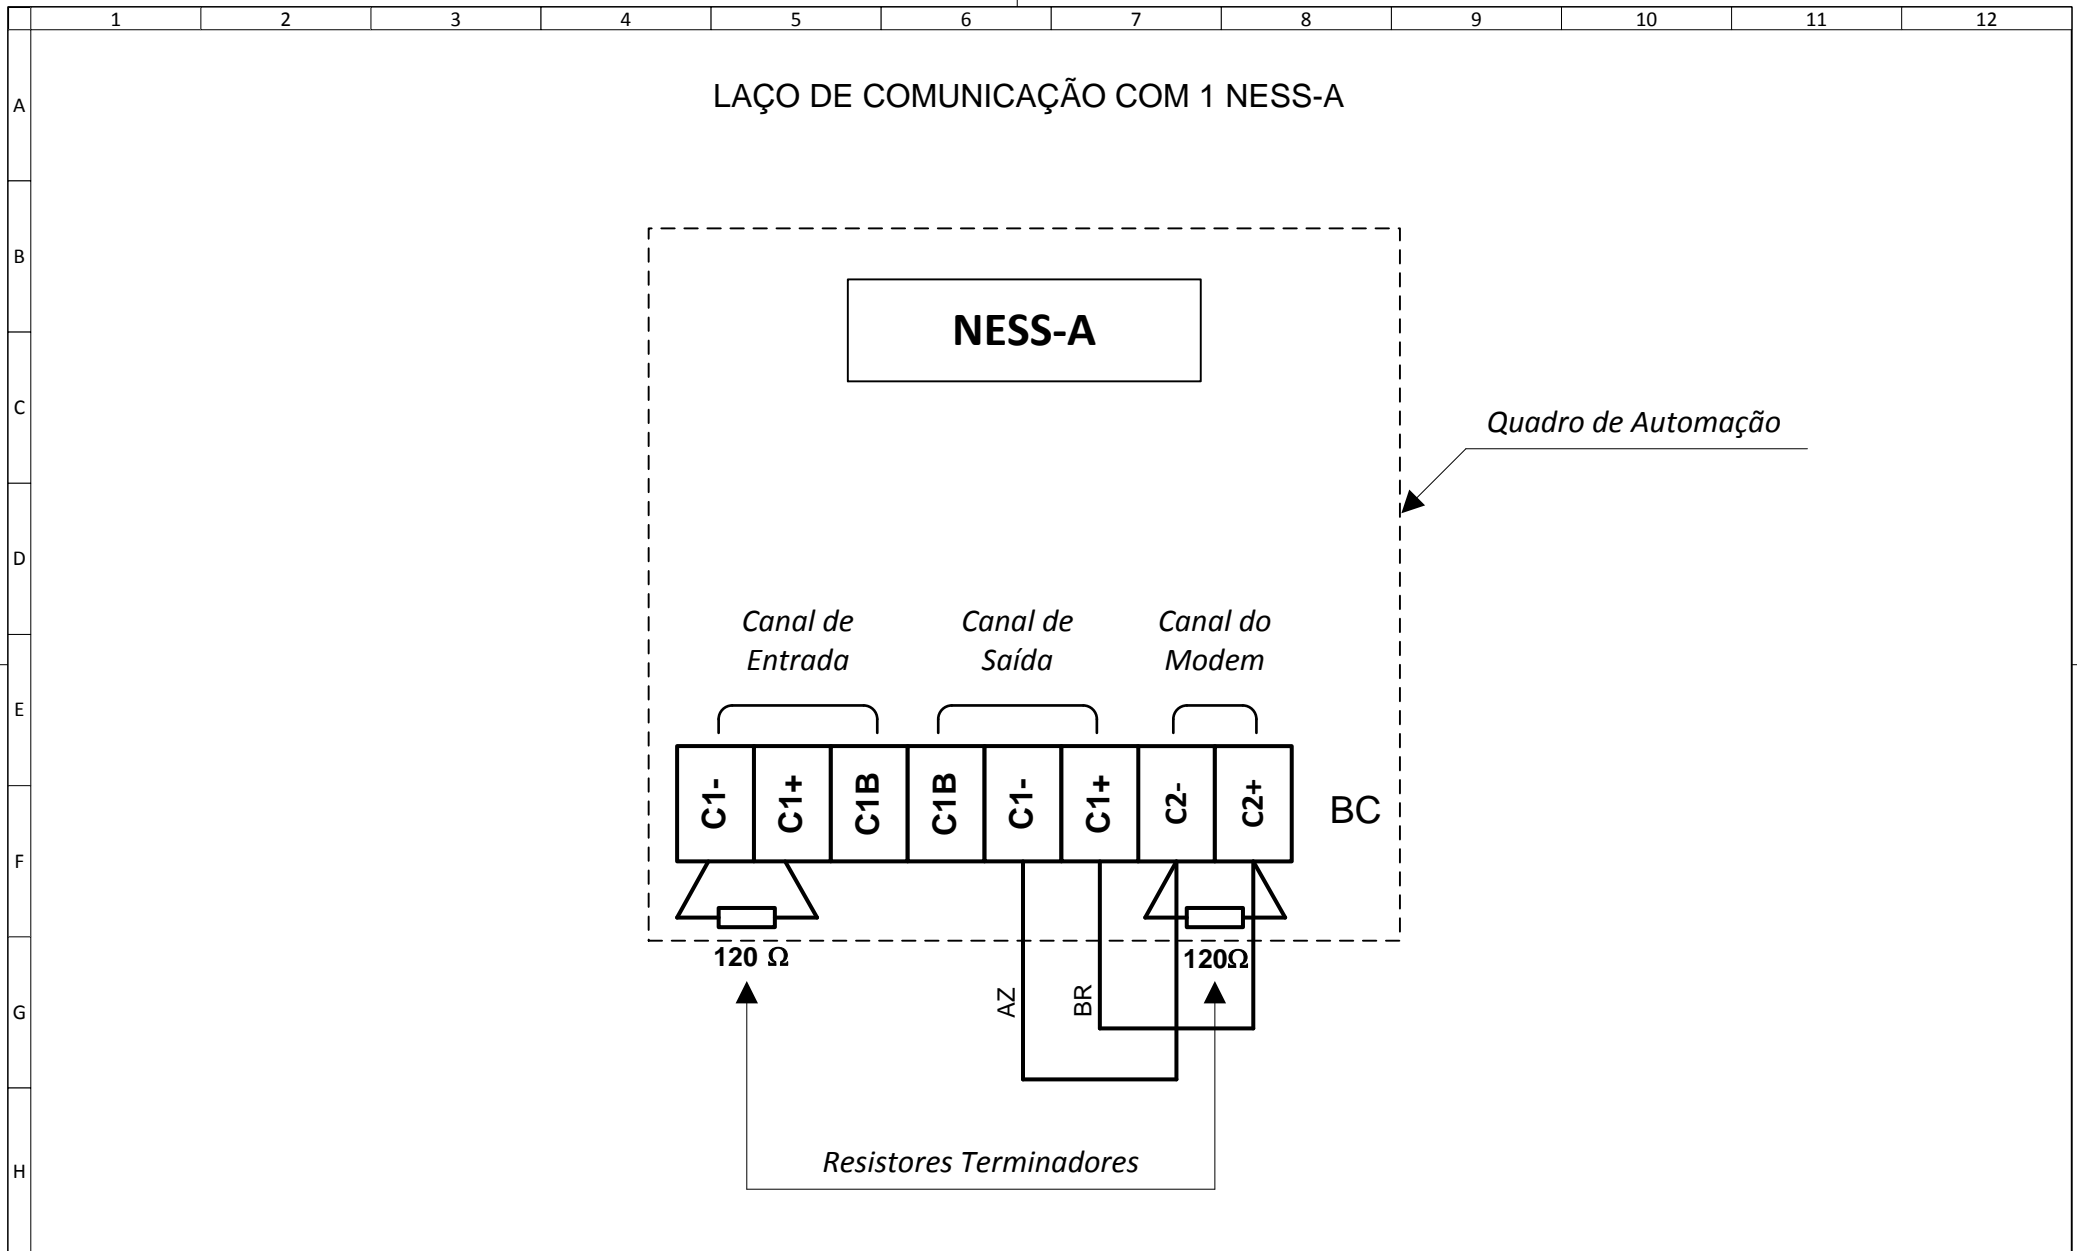 1 2 3 4 5 6 7 8 9 10 11 12
A
LAÇO DE COMUNICAÇÃO COM 1 NESS-A
B
NESS-A
C
Quadro de Automação
D
Canal de
Entrada
Canal de
Saída
Canal do
Modem
E
C1- C1+ C1B C1B C1- C1+ C2- C2+ BC
F
120 Ω
120Ω
AZ
BR
G
Resistores Terminadores
H